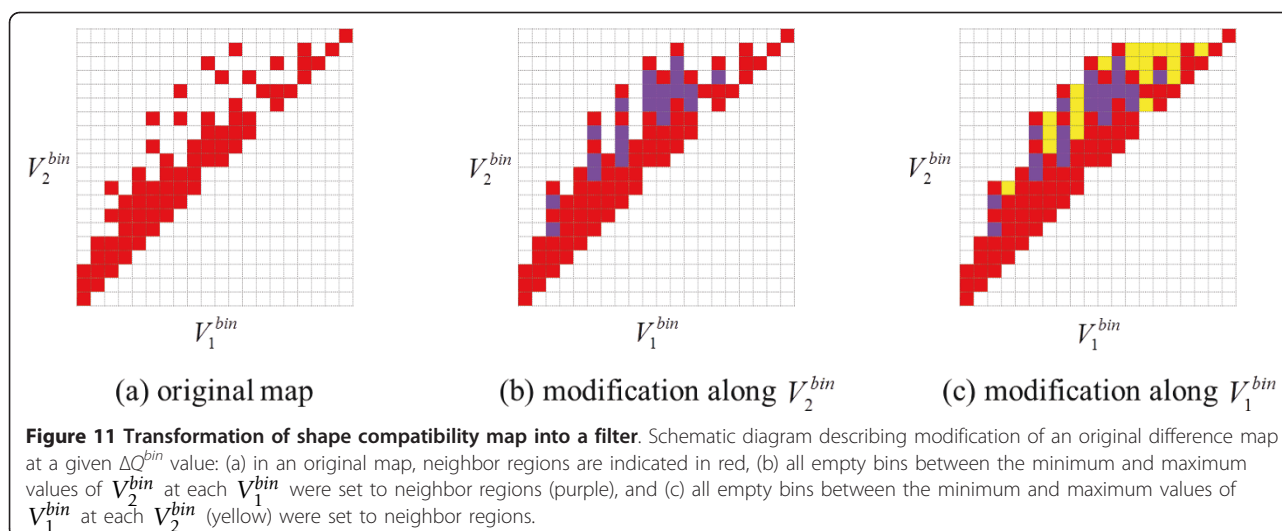 V_2^{bin}
V_1^{bin}
(a) original map
V_2^{bin}
V_1^{bin}
(b) modification along V_2^{bin}
V_2^{bin}
V_1^{bin}
(c) modification along V_1^{bin}
Figure 11 Transformation of shape compatibility map into a filter. Schematic diagram describing modification of an original difference map
at a given ΔQ^{bin} value: (a) in an original map, neighbor regions are indicated in red, (b) all empty bins between the minimum and maximum
values of V_2^{bin} at each V_1^{bin} were set to neighbor regions (purple), and (c) all empty bins between the minimum and maximum values of
V_1^{bin} at each V_2^{bin} (yellow) were set to neighbor regions.